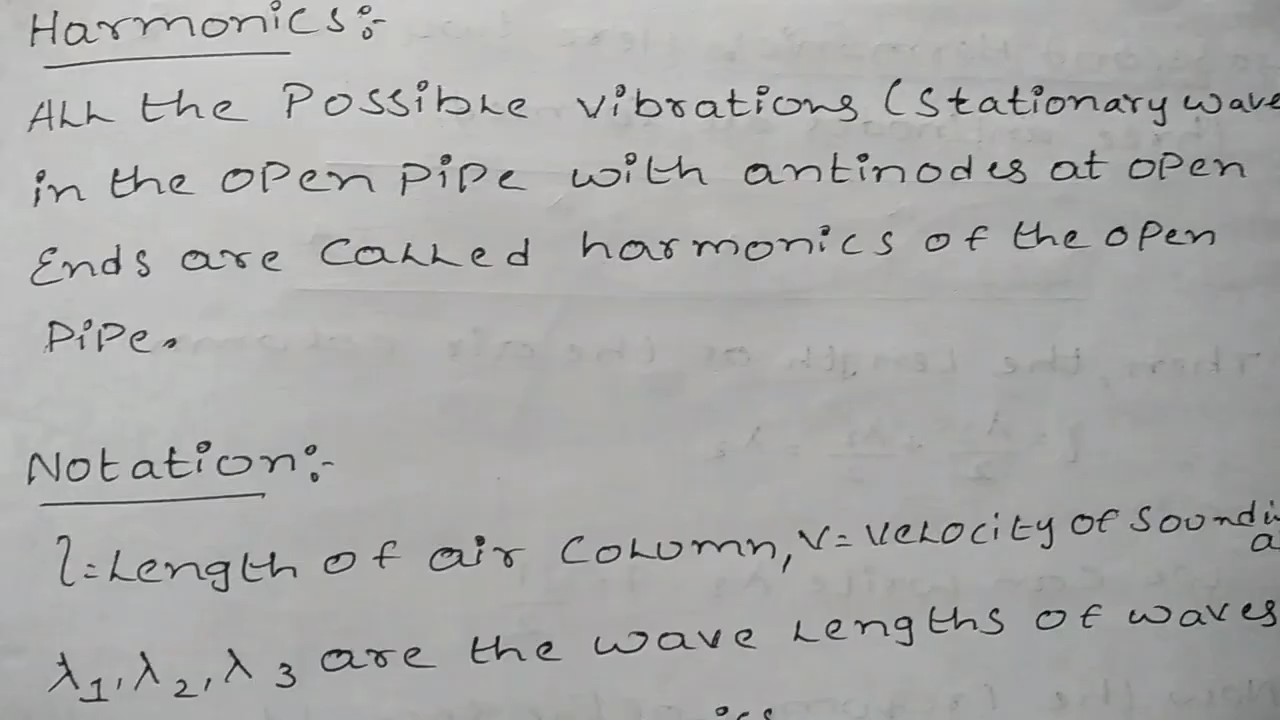 Harmonics:-
All the possible vibrations (stationary wave
in the open pipe with antinodes at open
Ends are called harmonics of the open
pipe.
Notation:-
l=Length of air column, v=velocity of soundi
a
λ1, λ2, λ3 are the wave lengths of waves